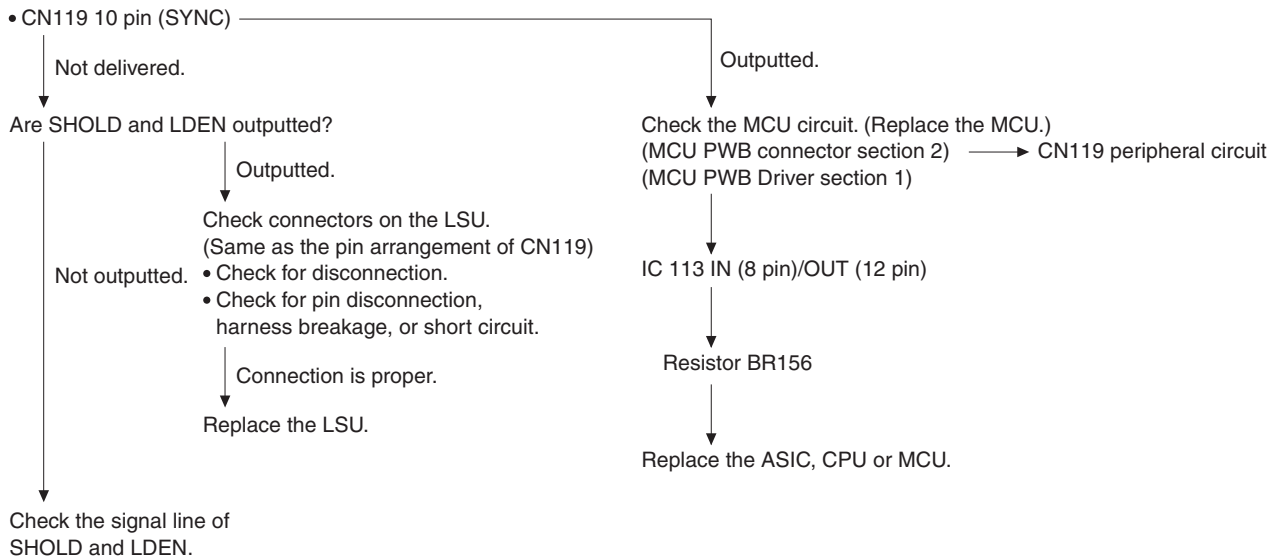 • CN119 10 pin (SYNC)
Not delivered.
Are SHOLD and LDEN outputted?
Outputted.
Check connectors on the LSU.
(Same as the pin arrangement of CN119)
Not outputted.
• Check for disconnection.
• Check for pin disconnection,
harness breakage, or short circuit.
Connection is proper.
Replace the LSU.
Check the signal line of
SHOLD and LDEN.
Outputted.
Check the MCU circuit. (Replace the MCU.)
(MCU PWB connector section 2)
CN119 peripheral circuit
(MCU PWB Driver section 1)
IC 113 IN (8 pin)/OUT (12 pin)
Resistor BR156
Replace the ASIC, CPU or MCU.